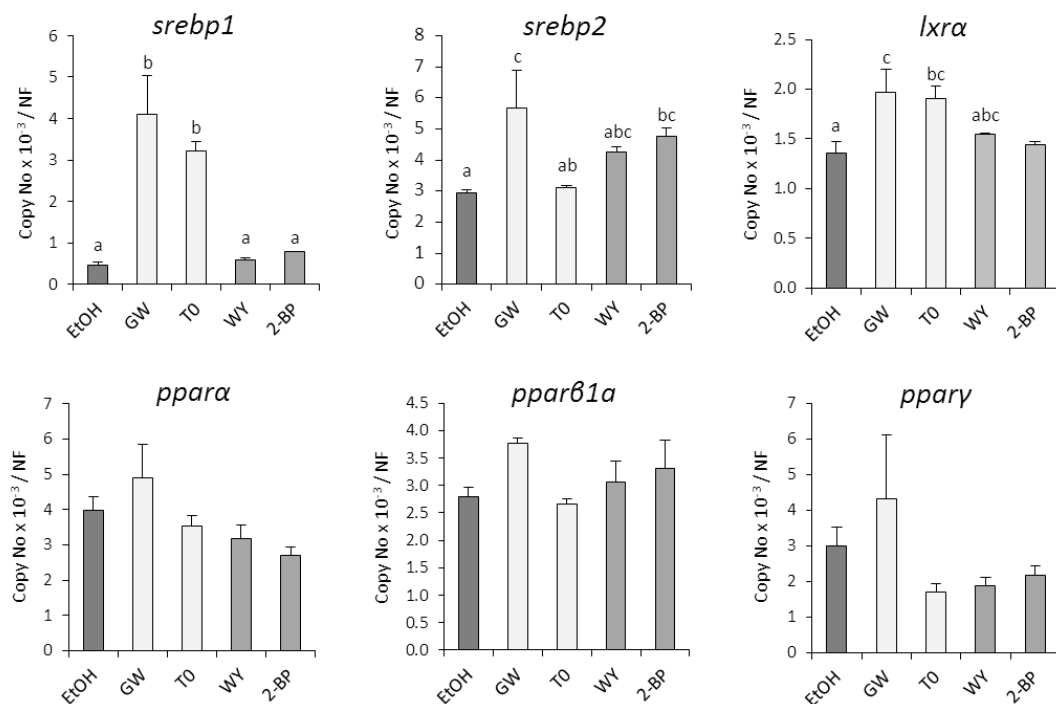 srebp1
Copy No x 10⁻³ / NF
6
5
4
3
2
1
0
a
b
b
a
a
EtOH
GW
T0
WY
2-BP
srebp2
Copy No x 10⁻³ / NF
8
7
6
5
4
3
2
1
0
a
c
ab
abc
bc
EtOH
GW
T0
WY
2-BP
lxrα
Copy No x 10⁻³ / NF
2.5
2.0
1.5
1.0
0.5
0.0
a
c
bc
abc
EtOH
GW
T0
WY
2-BP
pparα
Copy No x 10⁻³ / NF
7
6
5
4
3
2
1
0
EtOH
GW
T0
WY
2-BP
pparβ1a
Copy No x 10⁻³ / NF
4.5
4.0
3.5
3.0
2.5
2.0
1.5
1.0
0.5
0.0
EtOH
GW
T0
WY
2-BP
pparγ
Copy No x 10⁻³ / NF
7
6
5
4
3
2
1
0
EtOH
GW
T0
WY
2-BP